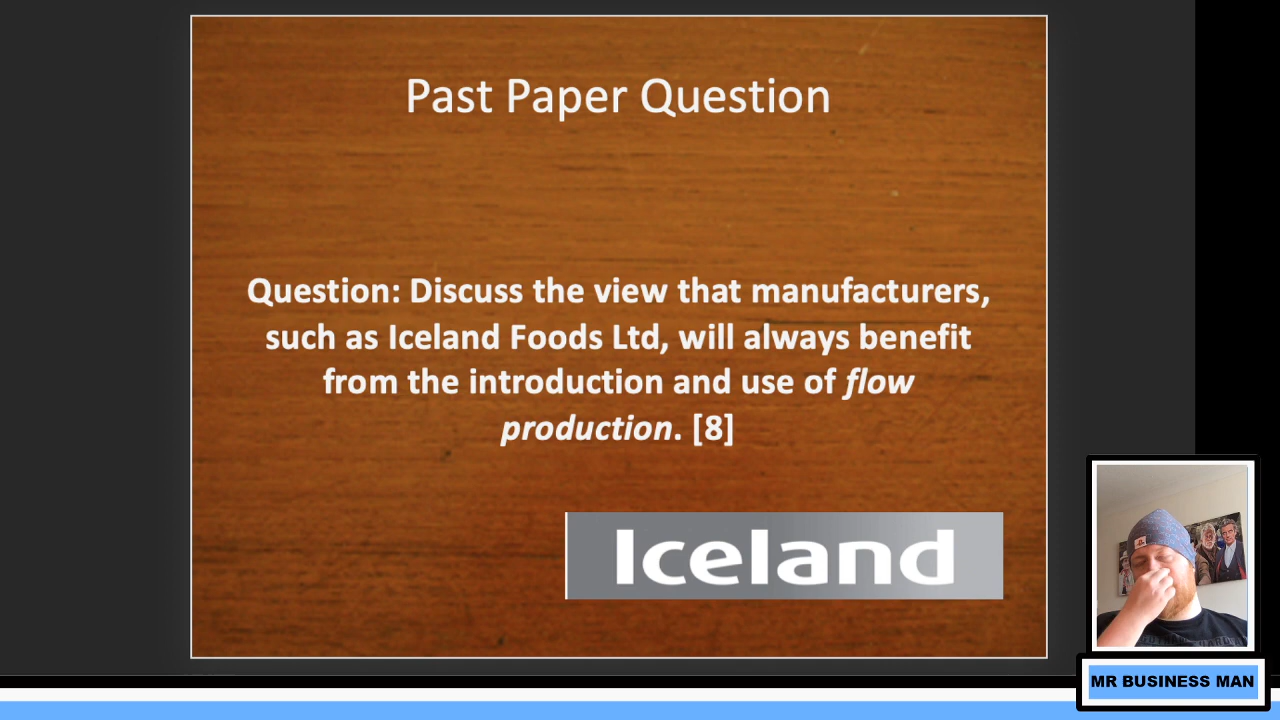 Past Paper Question
Question: Discuss the view that manufacturers,
such as Iceland Foods Ltd, will always benefit
from the introduction and use of flow
production. [8]
Iceland
MR BUSINESS MAN